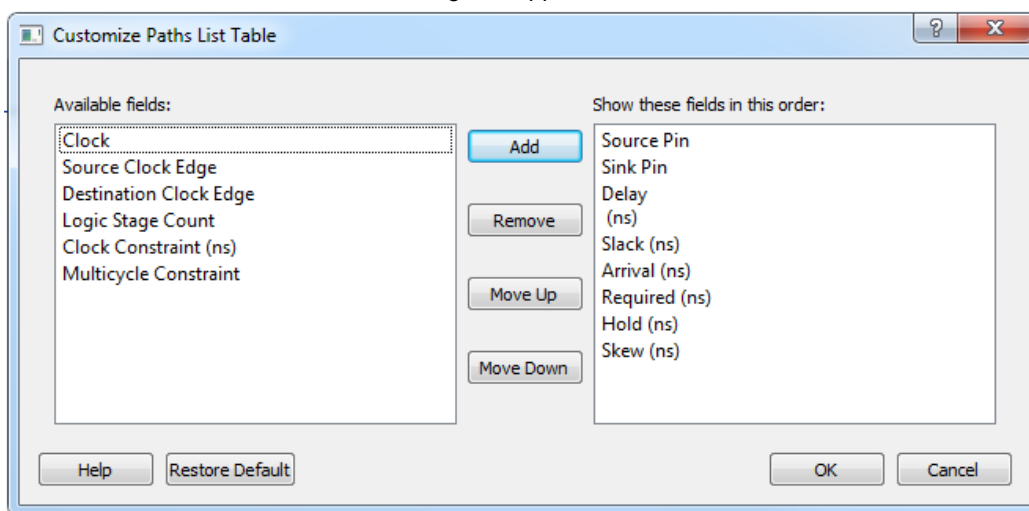 Customize Paths List Table
Available fields:
Show these fields in this order:
Clock
Source Clock Edge
Destination Clock Edge
Logic Stage Count
Clock Constraint (ns)
Multicycle Constraint
Add
Remove
Move Up
Move Down
Source Pin
Sink Pin
Delay
(ns)
Slack (ns)
Arrival (ns)
Required (ns)
Hold (ns)
Skew (ns)
Help
Restore Default
OK
Cancel